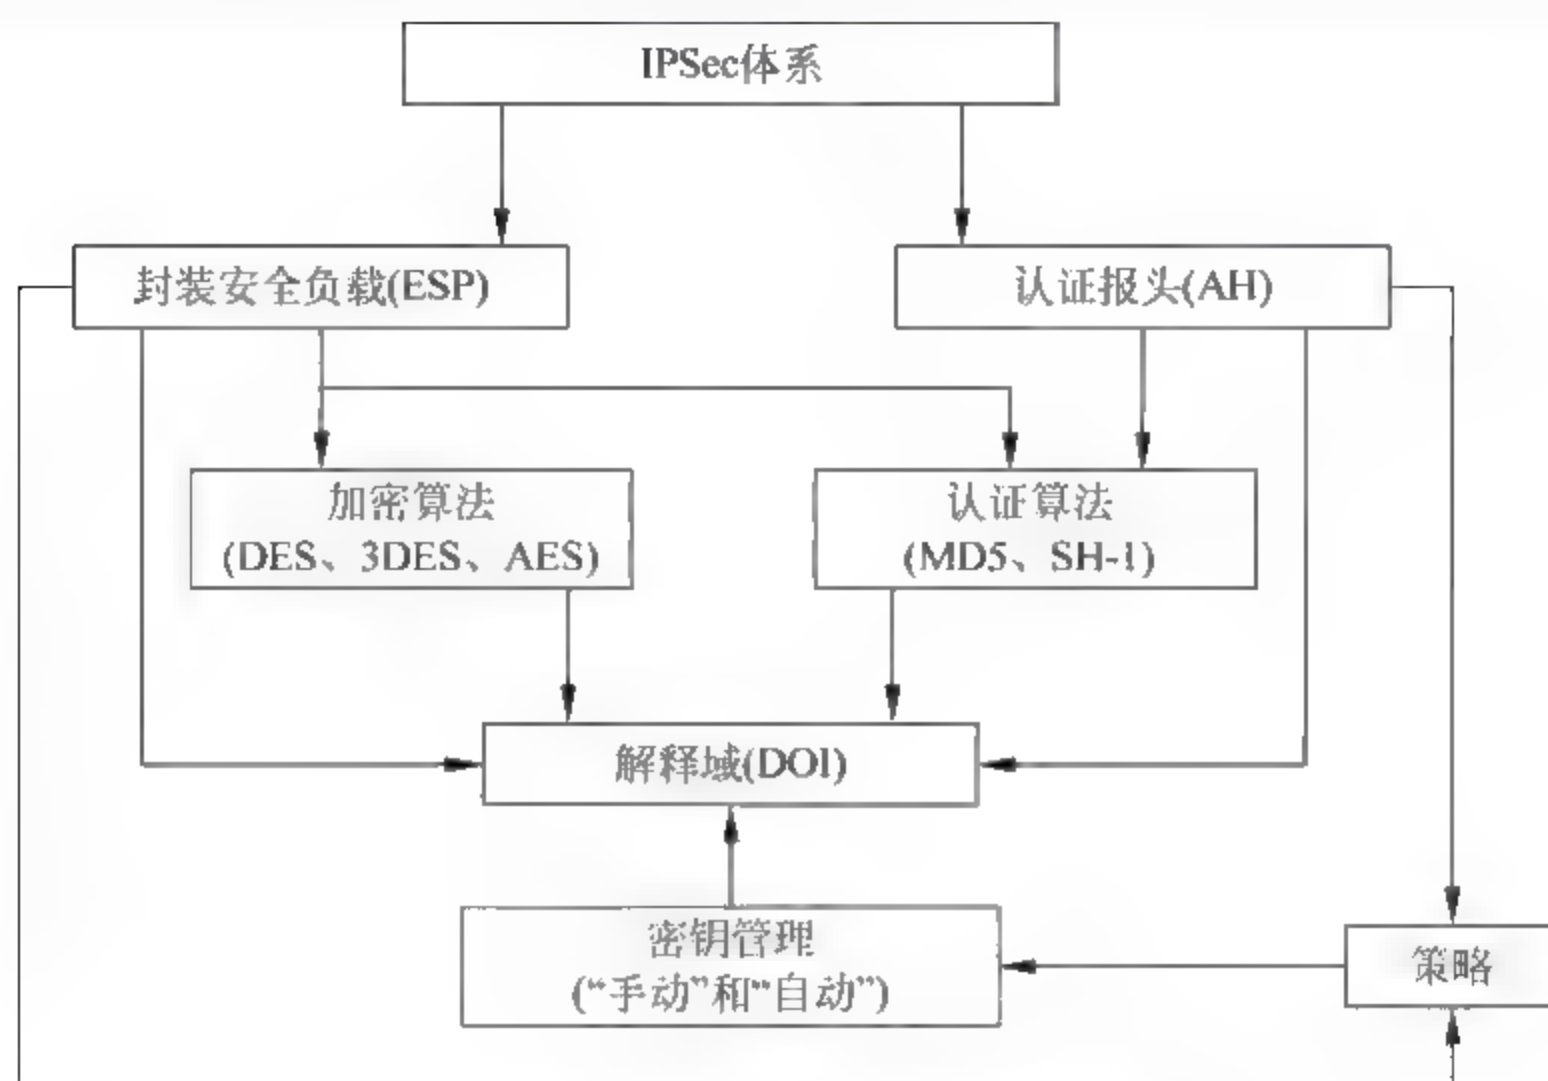 IPSec体系
封装安全负载(ESP)
认证报头(AH)
加密算法
(DES、3DES、AES)
认证算法
(MD5、SH-1)
解释域(DOI)
密钥管理
(“手动”和“自动”)
策略